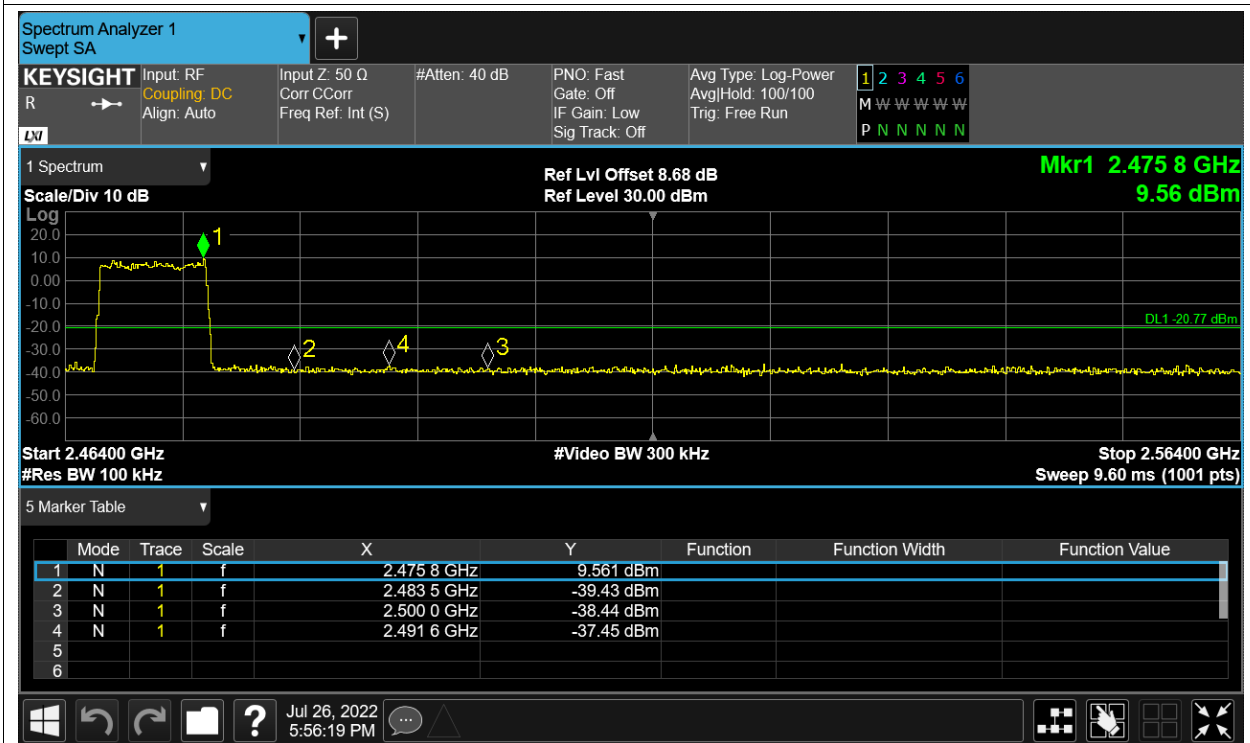 Spectrum Analyzer 1
Swept SA
+
KEYSIGHT Input: RF Input Z: 50 Ω #Atten: 40 dB PNO: Fast Avg Type: Log-Power 1 2 3 4 5 6
R Coupling: DC Corr CCorr Gate: Off Avg|Hold: 100/100 M W W W W W W
Align: Auto Freq Ref: Int (S) IF Gain: Low Trig: Free Run
LXI Sig Track: Off P N N N N N N
1 Spectrum Ref Lvl Offset 8.68 dB Mkr1 2.475 8 GHz
Scale/Div 10 dB Ref Level 30.00 dBm 9.56 dBm
Log
20.0 1
10.0
0.00
-10.0
-20.0 DL1 -20.77 dBm
-30.0 2 4 3
-40.0
-50.0
-60.0
Start 2.46400 GHz #Video BW 300 kHz Stop 2.56400 GHz
#Res BW 100 kHz Sweep 9.60 ms (1001 pts)
5 Marker Table
Mode Trace Scale X Y Function Function Width Function Value
1 N 1 f 2.475 8 GHz 9.561 dBm
2 N 1 f 2.483 5 GHz -39.43 dBm
3 N 1 f 2.500 0 GHz -38.44 dBm
4 N 1 f 2.491 6 GHz -37.45 dBm
5
6
? Jul 26, 2022
5:56:19 PM